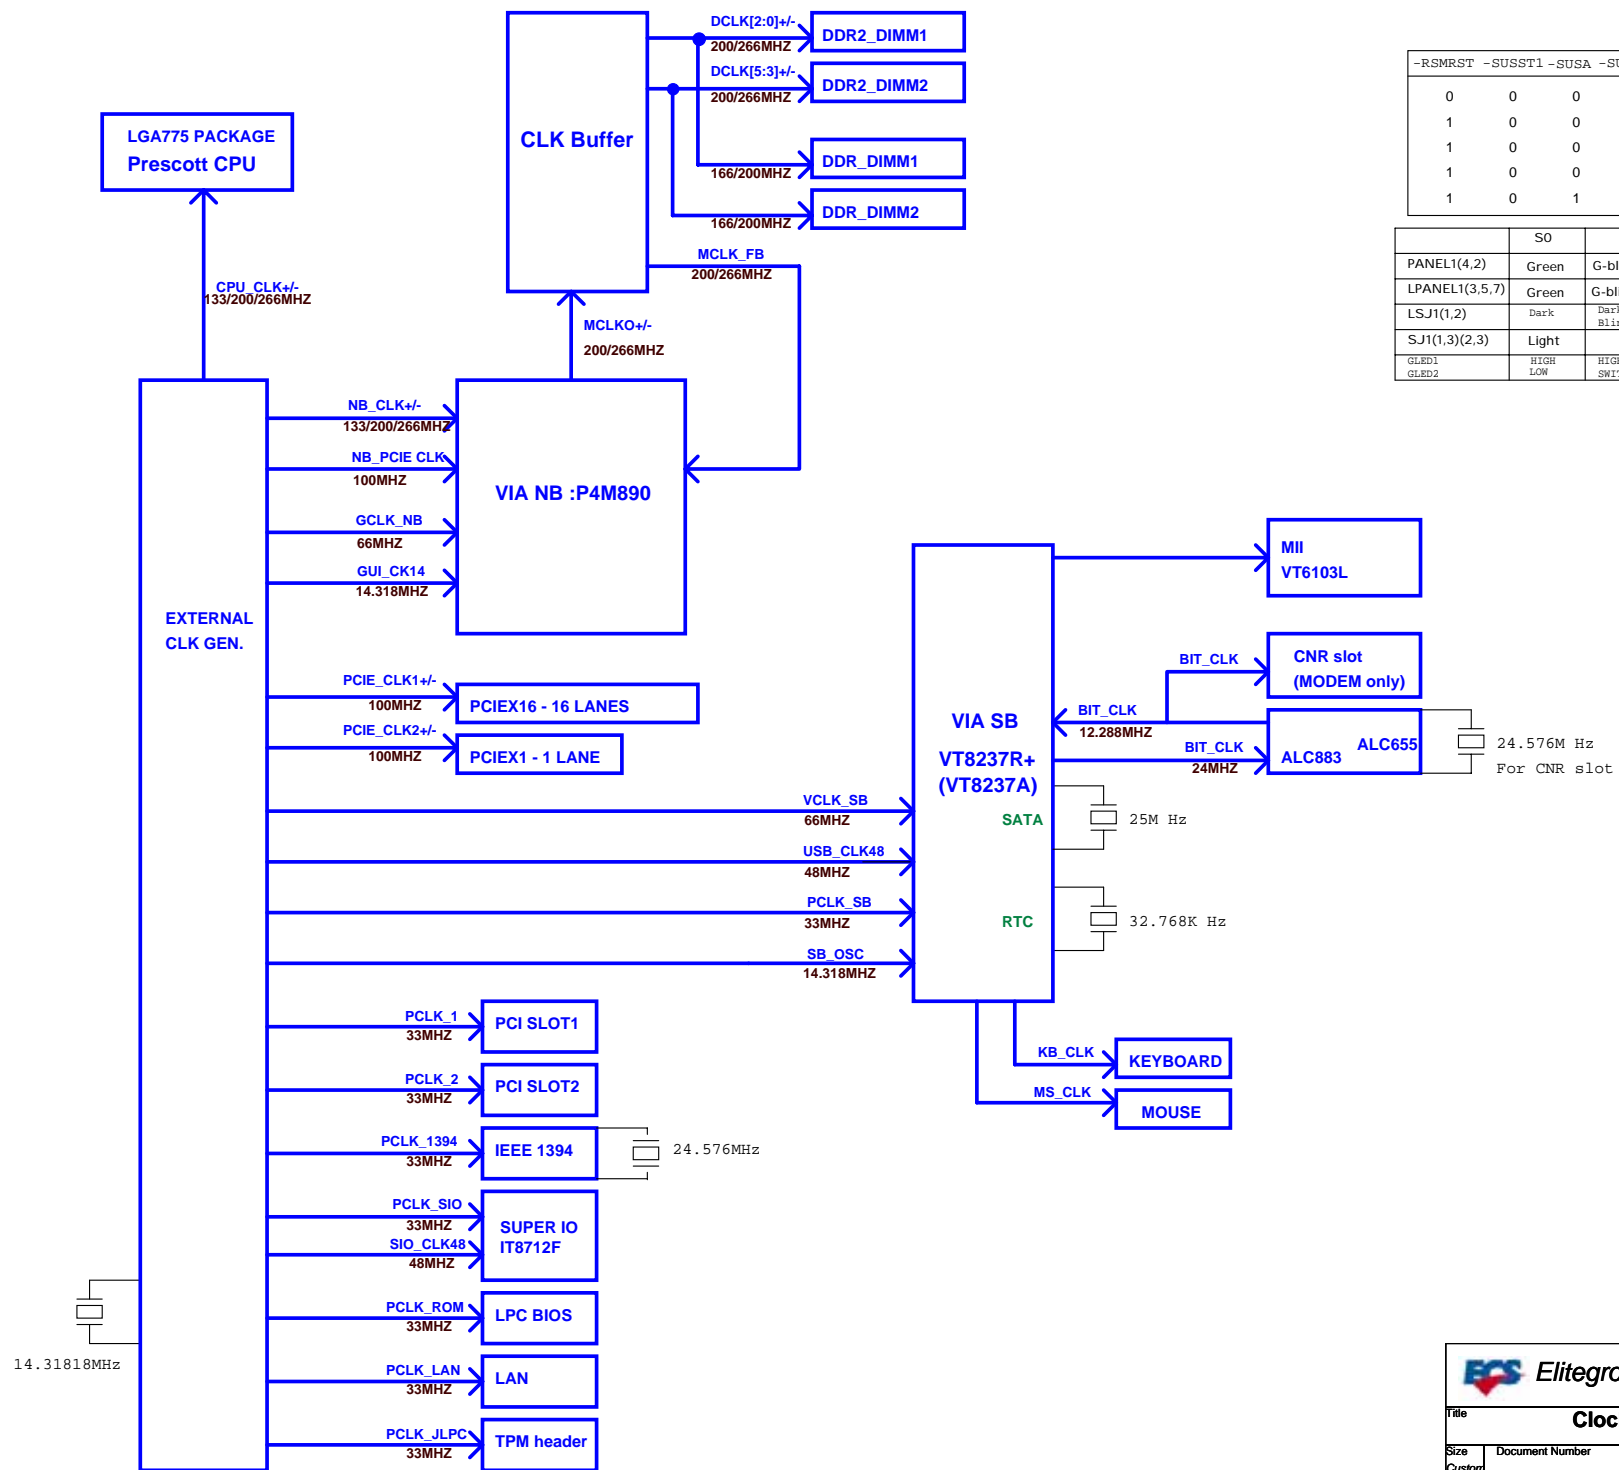 DCLK[2:0]+/-
200/266MHZ
DDR2_DIMM1
DCLK[5:3]+/-
200/266MHZ
DDR2_DIMM2
CLK Buffer
DDR_DIMM1
166/200MHZ
DDR_DIMM2
166/200MHZ
MCLK_FB
200/266MHZ
LGA775 PACKAGE
Prescott CPU
CPU_CLK+/-
133/200/266MHZ
MCLKO+/-
200/266MHZ
-RSMRST -SUSST1 -SUSA
0 0 0
1 0 0
1 0 0
1 0 0
1 0 1
S0
PANEL1(4,2) Green
LPANEL1(3,5,7) Green
LSJ1(1,2) Dark
SJ1(1,3)(2,3) Light
GLED1 HIGH
GLED2 LOW
NB_CLK+/-
133/200/266MHZ
NB_PCIE CLK
100MHZ
VIA NB :P4M890
GCLK_NB
66MHZ
GUI_CK14
14.318MHZ
EXTERNAL
CLK GEN.
PCIE_CLK1+/-
100MHZ
PCIEX16 - 16 LANES
PCIE_CLK2+/-
100MHZ
PCIEX1 - 1 LANE
MII
VT6103L
BIT_CLK
CNR slot
(MODEM only)
VIA SB
VT8237R+
(VT8237A)
BIT_CLK
12.288MHZ
BIT_CLK
24MHZ
ALC655
ALC883
24.576M Hz
For CNR slot
VCLK_SB
66MHZ
SATA
25M Hz
USB_CLK48
48MHZ
PCLK_SB
33MHZ
RTC
32.768K Hz
SB_OSC
14.318MHZ
PCLK_1
33MHZ
PCI SLOT1
PCLK_2
33MHZ
PCI SLOT2
KB_CLK
KEYBOARD
MS_CLK
MOUSE
PCLK_1394
33MHZ
IEEE 1394
24.576MHz
PCLK_SIO
33MHZ
SIO_CLK48
48MHZ
SUPER IO
IT8712F
PCLK_ROM
33MHZ
LPC BIOS
14.31818MHz
PCLK_LAN
33MHZ
LAN
PCLK_JLPC
33MHZ
TPM header
ECS
Title
Size
Document Number
Custom